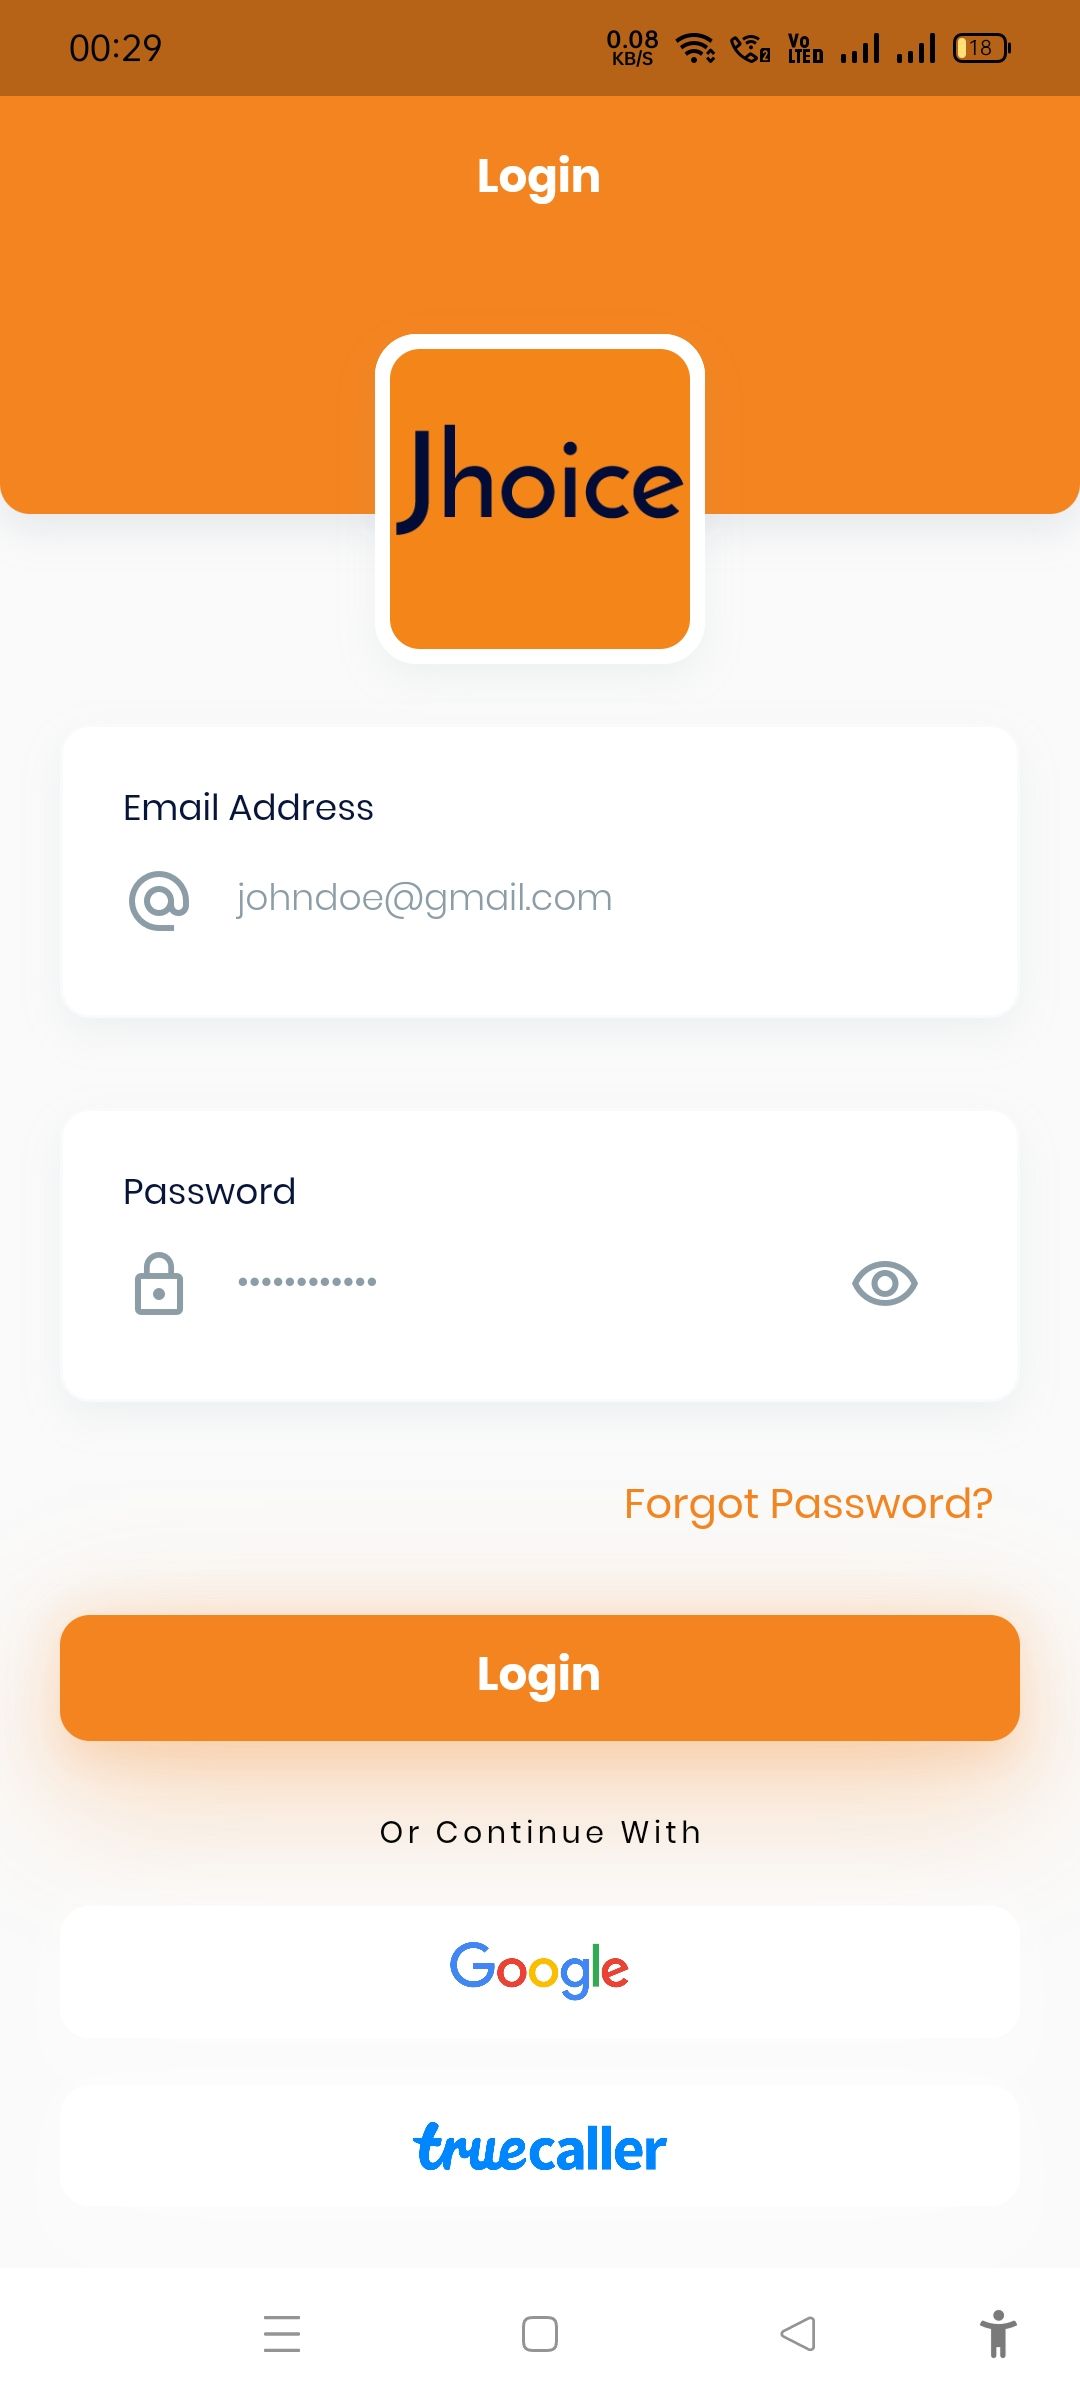 00:29
0.08
KB/S
2
Vo
LTE
18
Login
Jhoice
Email Address
johndoe@gmail.com
Password
••••••••••••
Forgot Password?
Login
Or Continue With
Google
truecaller